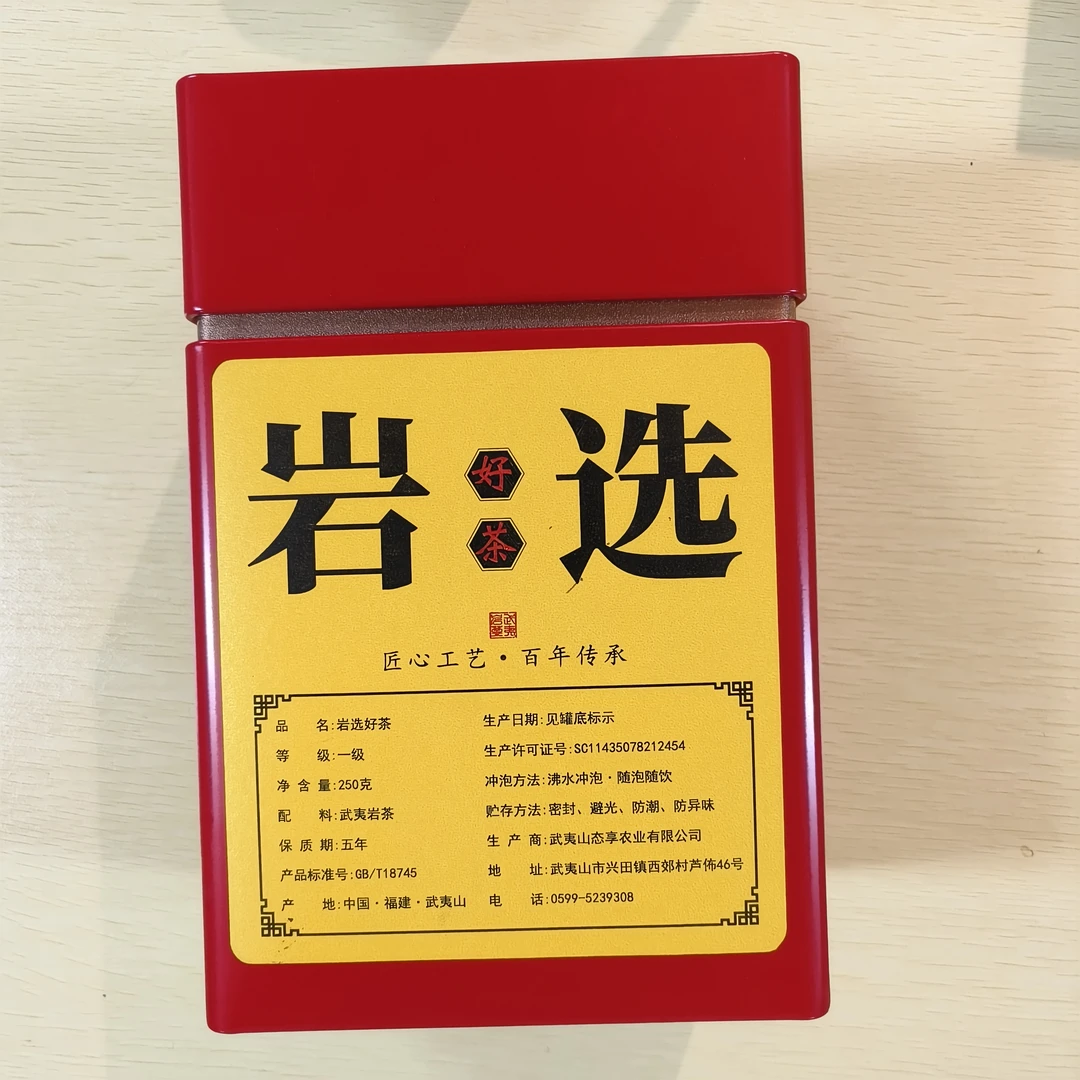 岩选
好
茶
武夷岩茶
匠心工艺·百年传承
品 名:岩选好茶
等 级:一级
净 含 量:250克
配 料:武夷岩茶
保 质 期:五年
产品标准号:GB/T18745
产 地:中国·福建·武夷山
生产日期:见罐底标示
生产许可证号:SC11435078212454
冲泡方法:沸水冲泡·随泡随饮
贮存方法:密封、避光、防潮、防异味
生 产 商:武夷山态享农业有限公司
地 址:武夷山市兴田镇西郊村芦佈46号
电 话:0599-5239308